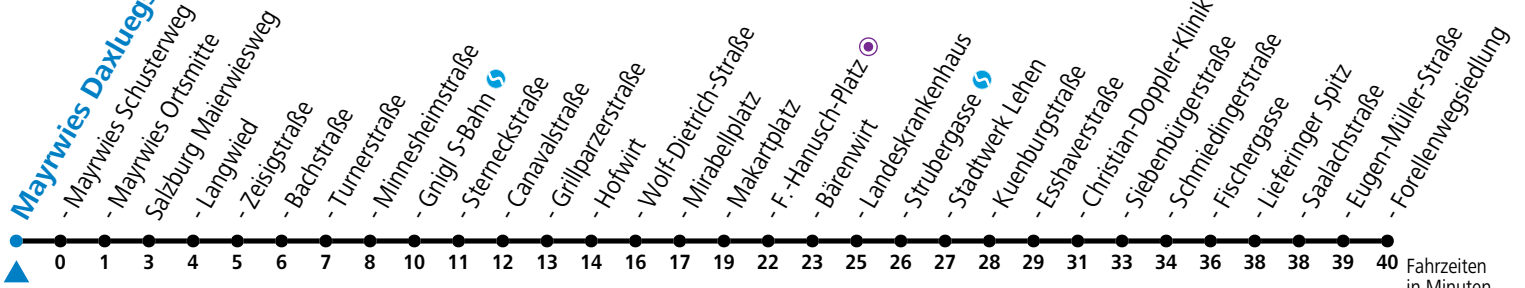 Mayrwies Daxluegs
- Mayrwies Schusterweg
- Mayrwies Ortsmitte
Salzburg Maierwiesweg
- Langwied
- Zeisigstraße
- Bachstraße
- Turnerstraße
- Minnesheimstraße
- Gnigl S-Bahn
- Sterneckstraße
- Canavalstraße
- Grillparzerstraße
- Hofwirt
- Wolf-Dietrich-Straße
- Mirabellplatz
- Makartplatz
- F.-Hanusch-Platz
- Bärenwirt
- Landeskrankenhaus
- Strubergasse
- Stadtwerk Lehen
- Kuenburgstraße
- Esshaverstraße
- Christian-Doppler-Klinik
- Siebenbürgerstraße
- Schmiedingerstraße
- Fischergasse
- Lieferinger Spitz
- Saalachstraße
- Eugen-Müller-Straße
- Forellenwegsiedlung
0 1 3 4 5 6 7 8 10 11 12 13 14 16 17 19 22 23 25 26 27 28 29 31 33 34 36 38 38 39 40 Fahrzeiten
in Minuten